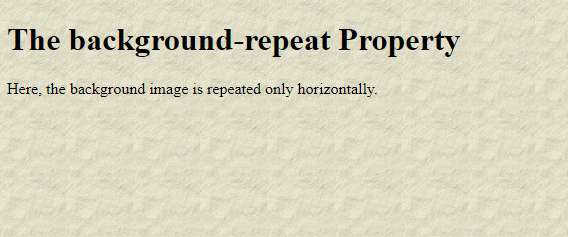 The background-repeat Property
Here, the background image is repeated only horizontally.